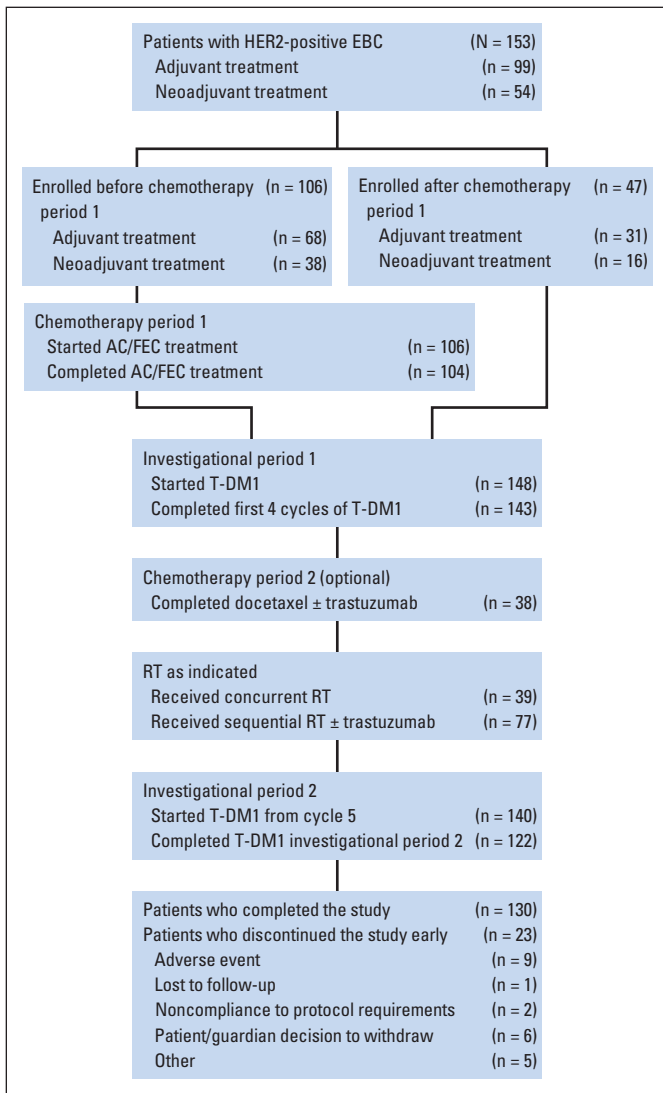 Patients with HER2-positive EBC (N = 153)
Adjuvant treatment (n = 99)
Neoadjuvant treatment (n = 54)
Enrolled before chemotherapy (n = 106)
period 1
Adjuvant treatment (n = 68)
Neoadjuvant treatment (n = 38)
Enrolled after chemotherapy (n = 47)
period 1
Adjuvant treatment (n = 31)
Neoadjuvant treatment (n = 16)
Chemotherapy period 1
Started AC/FEC treatment (n = 106)
Completed AC/FEC treatment (n = 104)
Investigational period 1
Started T-DM1 (n = 148)
Completed first 4 cycles of T-DM1 (n = 143)
Chemotherapy period 2 (optional)
Completed docetaxel ± trastuzumab (n = 38)
RT as indicated
Received concurrent RT (n = 39)
Received sequential RT ± trastuzumab (n = 77)
Investigational period 2
Started T-DM1 from cycle 5 (n = 140)
Completed T-DM1 investigational period 2 (n = 122)
Patients who completed the study (n = 130)
Patients who discontinued the study early (n = 23)
Adverse event (n = 9)
Lost to follow-up (n = 1)
Noncompliance to protocol requirements (n = 2)
Patient/guardian decision to withdraw (n = 6)
Other (n = 5)